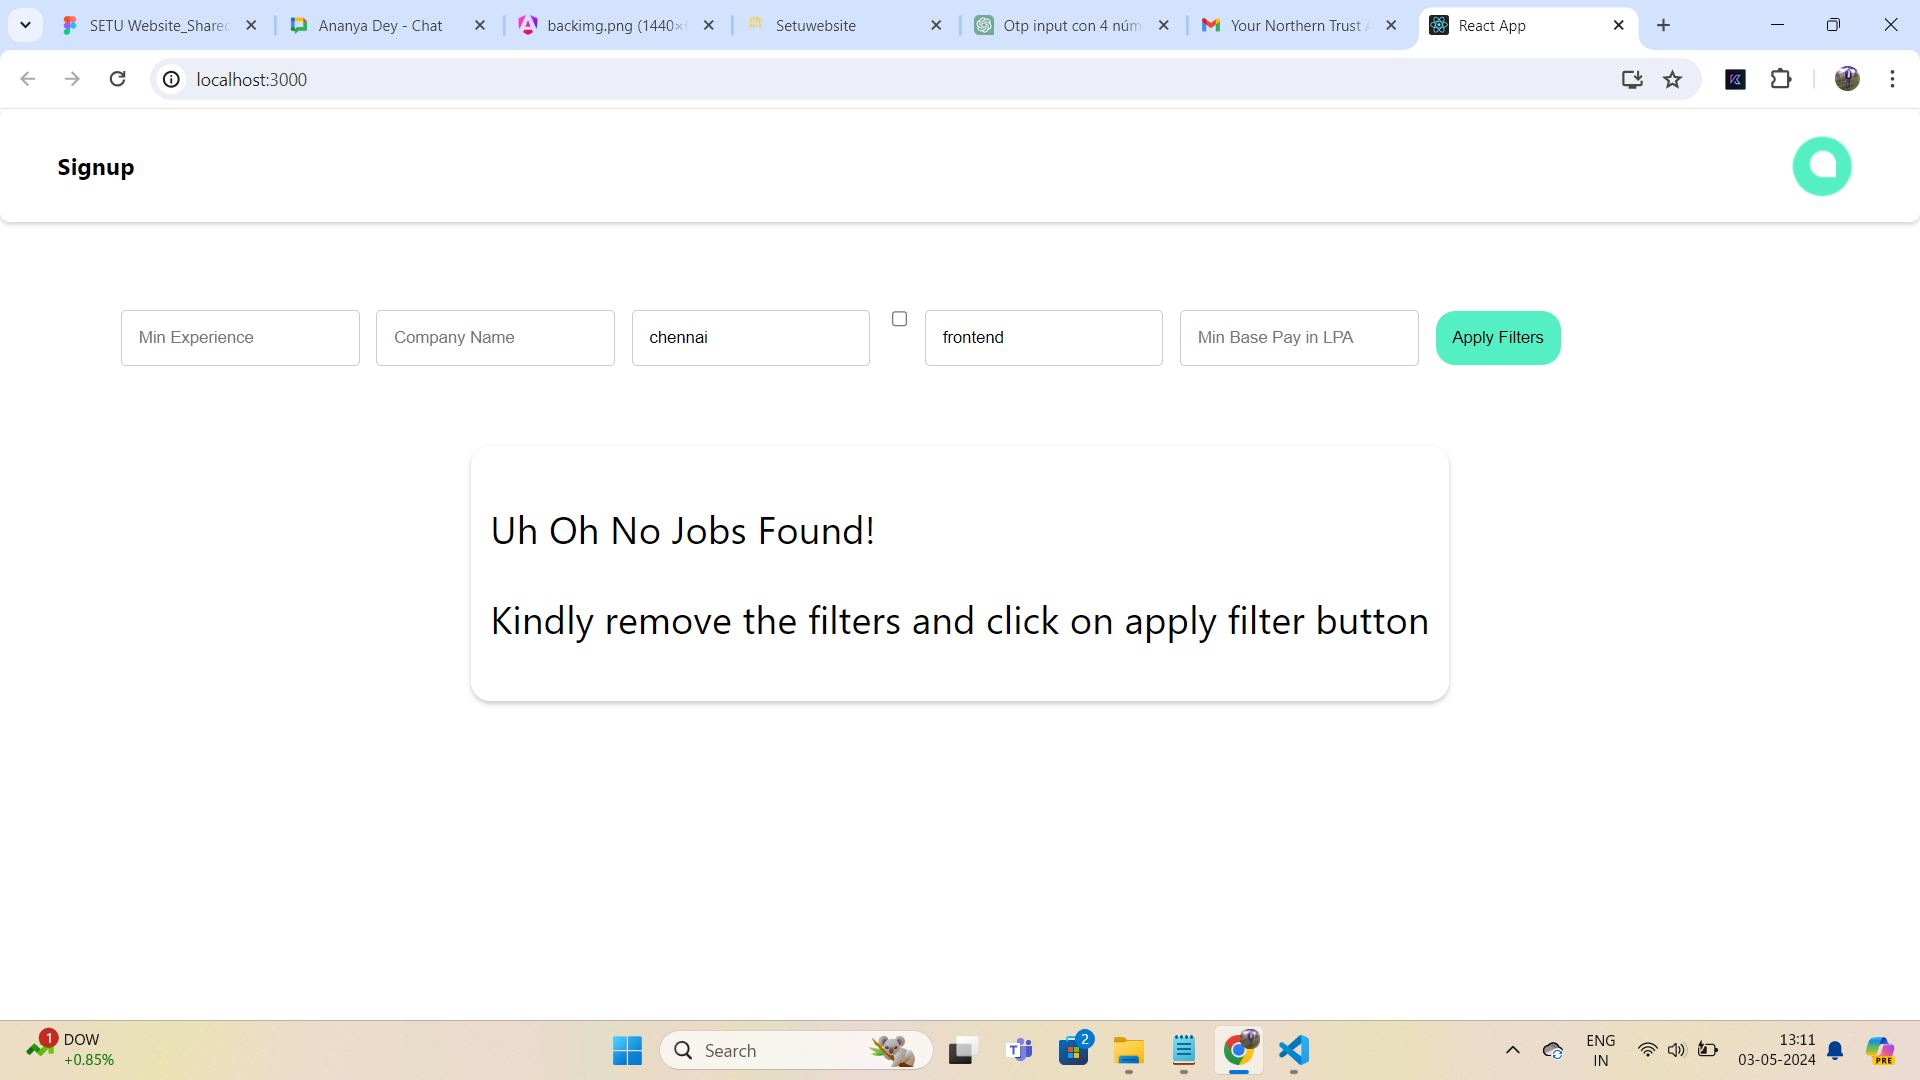 SETU Website_Shared
Ananya Dey - Chat
backimg.png (1440×
Setuwebsite
Otp input con 4 núm
Your Northern Trust A
React App
localhost:3000
Signup
Min Experience
Company Name
chennai
frontend
Min Base Pay in LPA
Apply Filters
Uh Oh No Jobs Found!
Kindly remove the filters and click on apply filter button
1
DOW
+0.85%
Search
2
ENG
IN
13:11
03-05-2024
PRE